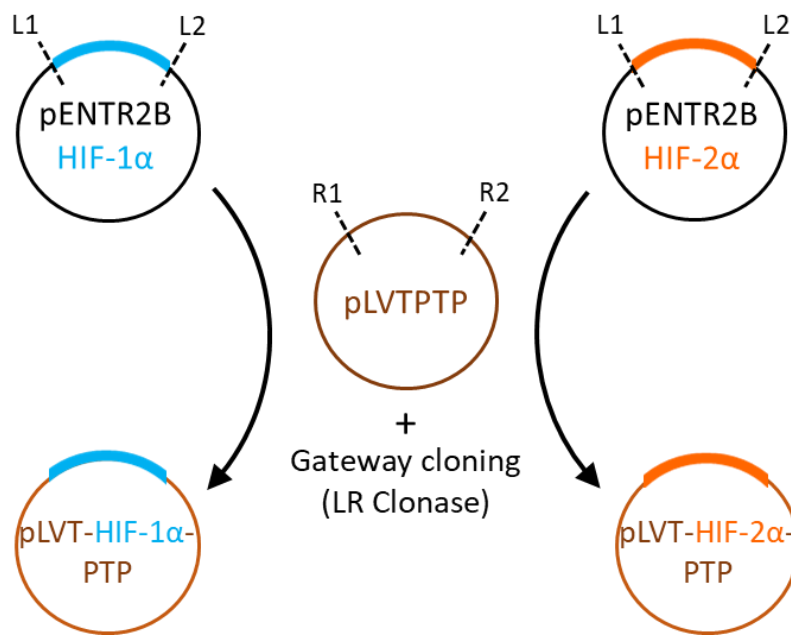 L1 L2
pENTR2B
HIF-1α
L1 L2
pENTR2B
HIF-2α
R1 R2
pLVTPTP
+
Gateway cloning
(LR Clonase)
pLVT-HIF-1α-
PTP
pLVT-HIF-2α-
PTP